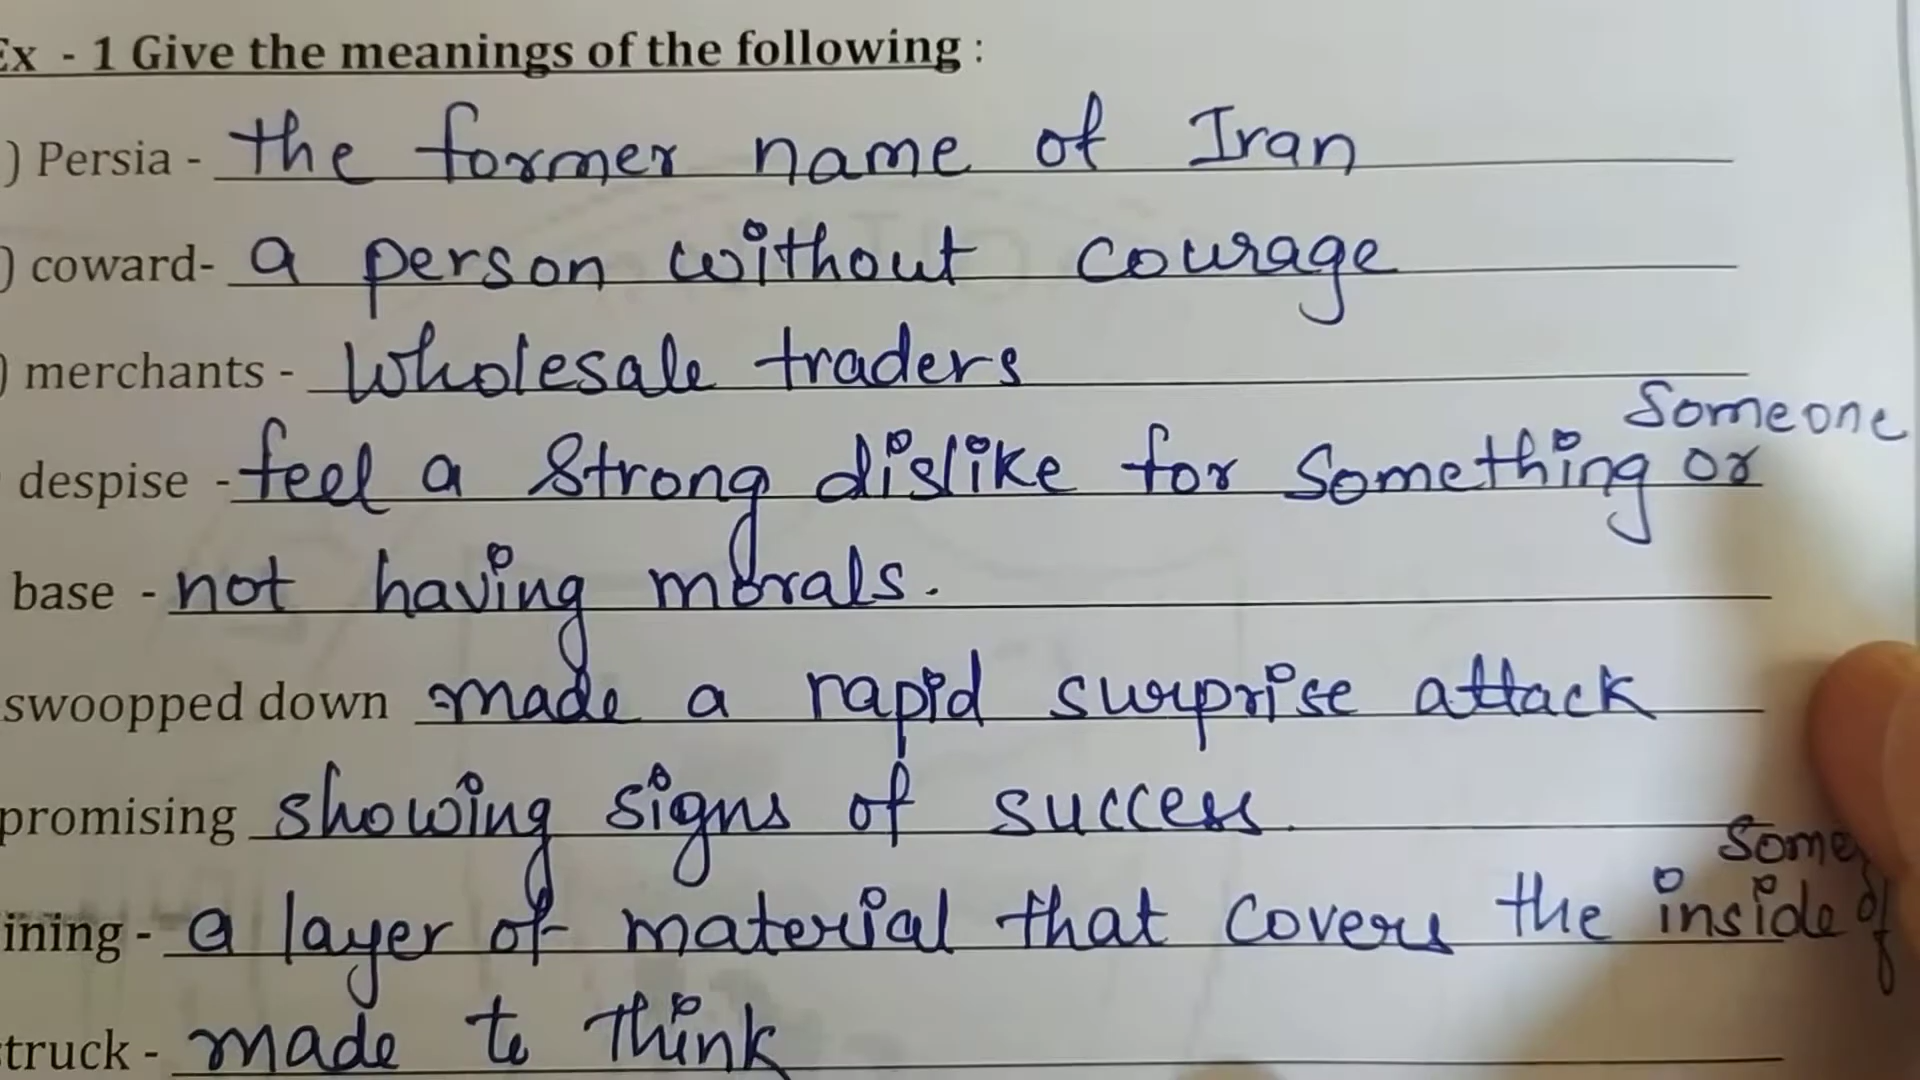 Ex - 1 Give the meanings of the following :
) Persia - the former name of Iran
) coward- a person without courage
) merchants - Wholesale traders
someone
despise - feel a strong dislike for something or
base - not having morals.
swoopped down - made a rapid surprise attack
promising showing signs of success.
some
ining - a layer of material that covers the inside of
truck - made to think